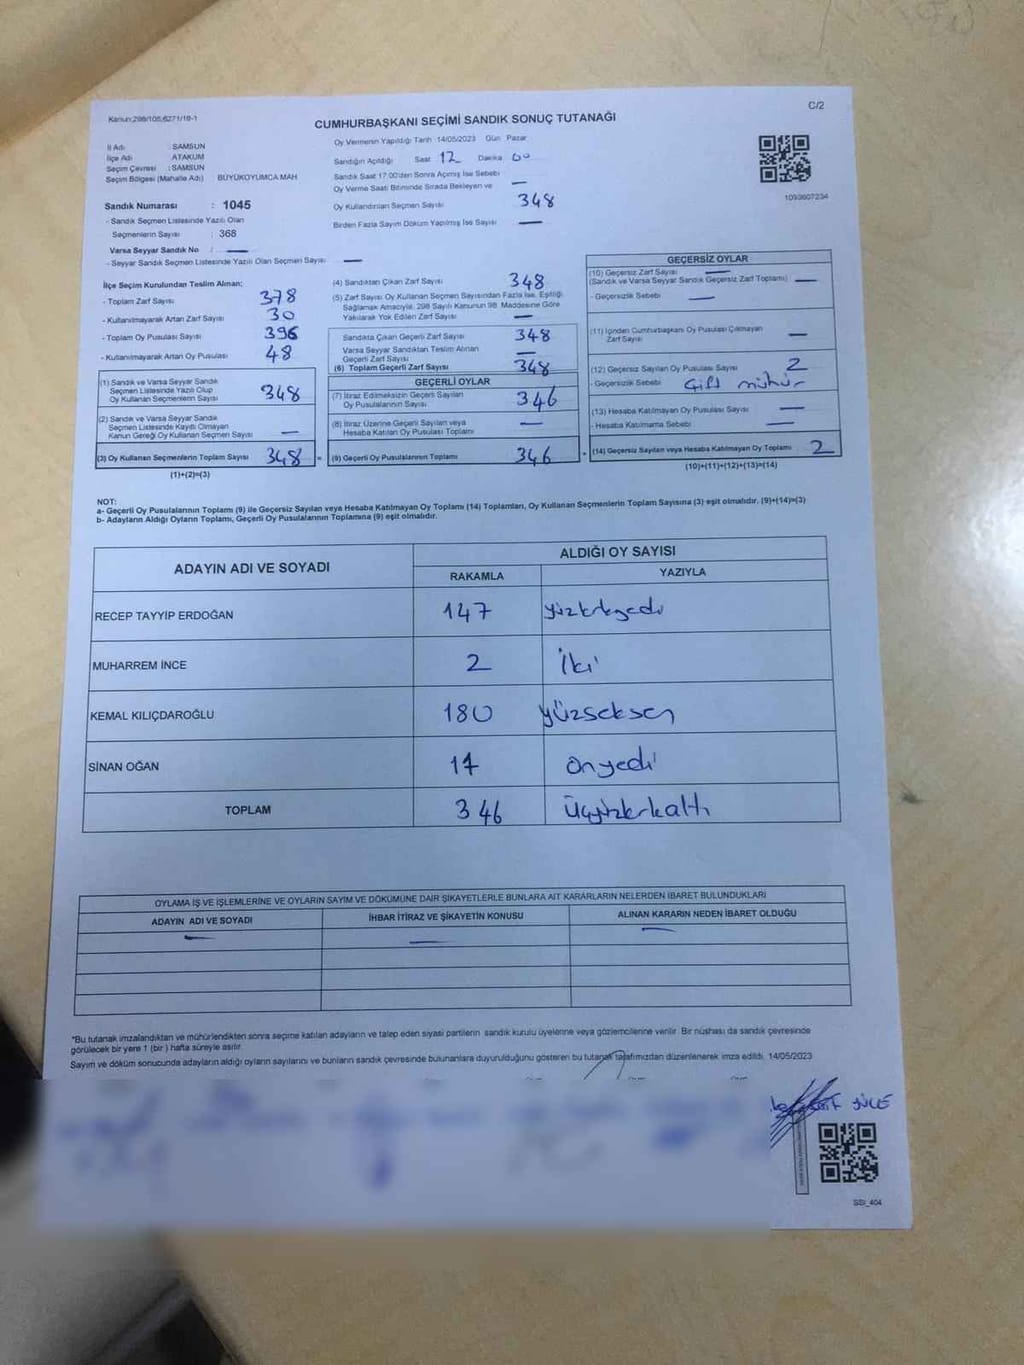 Kanun;298/105;6271/18-1
C/2
CUMHURBAŞKANI SEÇİMİ SANDIK SONUÇ TUTANAĞI
İl Adı : SAMSUN
İlçe Adı : ATAKUM
Seçim Çevresi : SAMSUN
Seçim Bölgesi (Mahalle Adı) : BÜYÜKOYUMCA MAH
Oy Vermenin Yapıldığı Tarih 14/05/2023 Gün Pazar
Sandığın Açıldığı Saat 17 Dakika 00
Sandık Saat 17:00'den Sonra Açılmış İse Sebebi —
Oy Verme Saati Bitiminde Sırada Bekleyen ve
Oy Kullandırılan Seçmen Sayısı 348
Birden Fazla Sayım Döküm Yapılmış İse Sayısı —
1093607234
Sandık Numarası : 1045
- Sandık Seçmen Listesinde Yazılı Olan
Seçmenlerin Sayısı : 368
Varsa Seyyar Sandık No : —
- Seyyar Sandık Seçmen Listesinde Yazılı Olan Seçmen Sayısı —
İlçe Seçim Kurulundan Teslim Alınan;
- Toplam Zarf Sayısı 378
- Kullanılmayarak Artan Zarf Sayısı 30
- Toplam Oy Pusulası Sayısı 396
- Kullanılmayarak Artan Oy Pusulası 48
(1) Sandık ve Varsa Seyyar Sandık
Seçmen Listesinde Yazılı Olup
Oy Kullanan Seçmenlerin Sayısı 348
(2) Sandık ve Varsa Seyyar Sandık
Seçmen Listesinde Kayıtlı Olmayan
Kanun Gereği Oy Kullanan Seçmen Sayısı —
(3) Oy Kullanan Seçmenlerin Toplam Sayısı 348
(1)+(2)=(3)
(4) Sandıktan Çıkan Zarf Sayısı 348
(5) Zarf Sayısı Oy Kullanan Seçmen Sayısından Fazla İse, Eşitliği
Sağlamak Amacıyla, 298 Sayılı Kanunun 98. Maddesine Göre
Yakılarak Yok Edilen Zarf Sayısı —
Sandıkta Çıkan Geçerli Zarf Sayısı 348
Varsa Seyyar Sandıktan Teslim Alınan
Geçerli Zarf Sayısı —
(6) Toplam Geçerli Zarf Sayısı 348
GEÇERLİ OYLAR
(7) İtiraz Edilmeksizin Geçerli Sayılan
Oy Pusulalarının Sayısı 346
(8) İtiraz Üzerine Geçerli Sayılan veya
Hesaba Katılan Oy Pusulası Toplamı —
= (9) Geçerli Oy Pusulalarının Toplamı 346
GEÇERSİZ OYLAR
(10) Geçersiz Zarf Sayısı —
(Sandık ve Varsa Seyyar Sandık Geçersiz Zarf Toplamı) —
- Geçersizlik Sebebi —
(11) İçinden Cumhurbaşkanı Oy Pusulası Çıkmayan
Zarf Sayısı —
(12) Geçersiz Sayılan Oy Pusulası Sayısı 2
- Geçersizlik Sebebi Çift mühür
(13) Hesaba Katılmayan Oy Pusulası Sayısı —
- Hesaba Katılmama Sebebi —
+ (14) Geçersiz Sayılan veya Hesaba Katılmayan Oy Toplamı 2
(10)+(11)+(12)+(13)=(14)
NOT:
a- Geçerli Oy Pusulalarının Toplamı (9) ile Geçersiz Sayılan veya Hesaba Katılmayan Oy Toplamı (14) Toplamları, Oy Kullanan Seçmenlerin Toplam Sayısına (3) eşit olmalıdır. (9)+(14)=(3)
b- Adayların Aldığı Oyların Toplamı, Geçerli Oy Pusulalarının Toplamına (9) eşit olmalıdır.
ADAYIN ADI VE SOYADI
ALDIĞI OY SAYISI
RAKAMLA YAZIYLA
RECEP TAYYİP ERDOĞAN 147 yüzkırkyedi
MUHARREM İNCE 2 İki
KEMAL KILIÇDAROĞLU 180 yüzseksen
SİNAN OĞAN 17 onyedi
TOPLAM 346 Üçyüzkırkaltı
OYLAMA İŞ VE İŞLEMLERİNE VE OYLARIN SAYIM VE DÖKÜMÜNE DAİR ŞİKAYETLERLE BUNLARA AİT KARARLARIN NELERDEN İBARET BULUNDUKLARI
ADAYIN ADI VE SOYADI İHBAR İTİRAZ VE ŞİKAYETİN KONUSU ALINAN KARARIN NEDEN İBARET OLDUĞU
— — —
*Bu tutanak imzalandıktan ve mühürlendikten sonra seçime katılan adayların ve talep eden siyasi partilerin sandık kurulu üyelerine veya gözlemcilerine verilir. Bir nüshası da sandık çevresinde
görülecek bir yere 1 (bir ) hafta süreyle asılır.
Sayım ve döküm sonucunda adayların aldığı oyların sayılarını ve bunların sandık çevresinde bulunanlara duyurulduğunu gösteren bu tutanak tarafımızdan düzenlenerek imza edildi. 14/05/2023
SSI_404